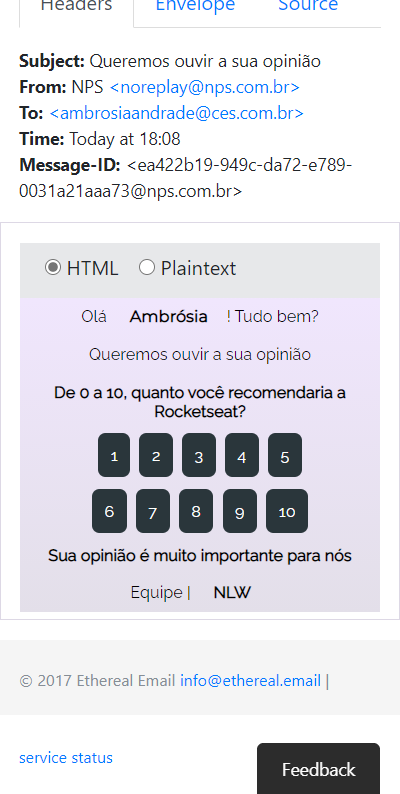 Headers Envelope Source
Subject: Queremos ouvir a sua opinião
From: NPS <noreplay@nps.com.br>
To: <ambrosiaandrade@ces.com.br>
Time: Today at 18:08
Message-ID: <ea422b19-949c-da72-e789-
0031a21aaa73@nps.com.br>
HTML Plaintext
Olá Ambrósia ! Tudo bem?
Queremos ouvir a sua opinião
De 0 a 10, quanto você recomendaria a
Rocketseat?
1 2 3 4 5
6 7 8 9 10
Sua opinião é muito importante para nós
Equipe | NLW
© 2017 Ethereal Email info@ethereal.email |
service status
Feedback